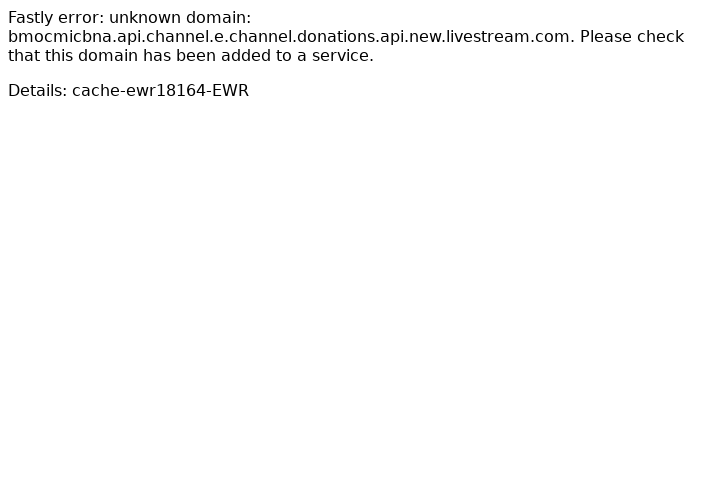 Fastly error: unknown domain:
bmocmicbna.api.channel.e.channel.donations.api.new.livestream.com. Please check
that this domain has been added to a service.
Details: cache-ewr18164-EWR